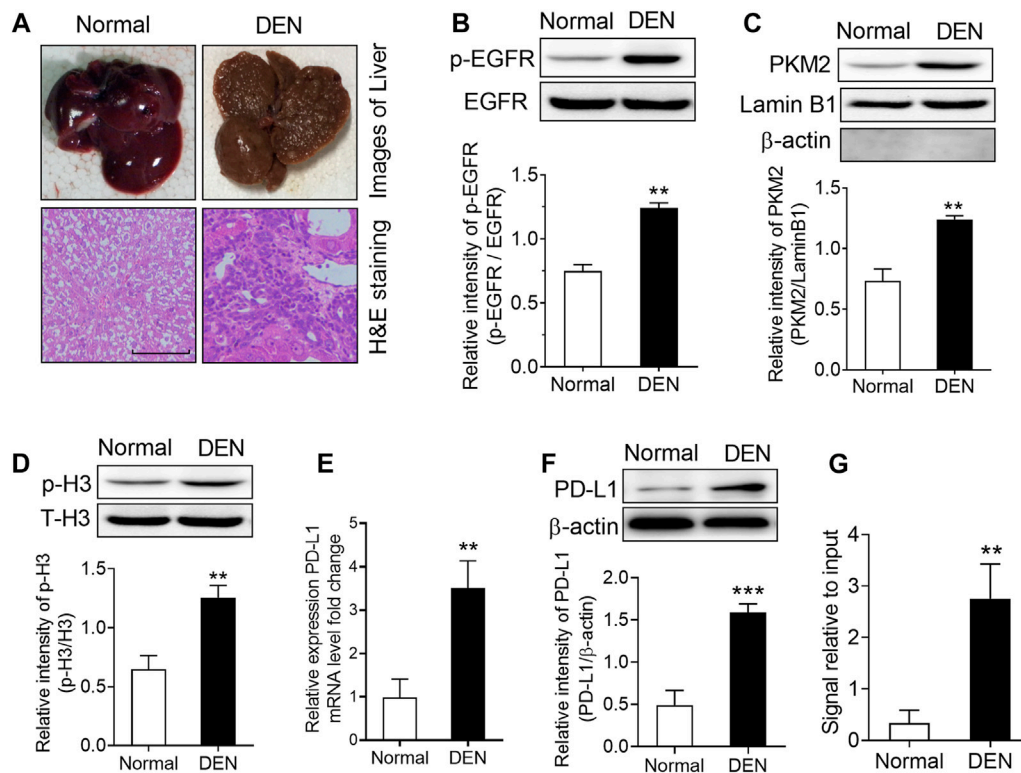 A
Normal
DEN
Images of Liver
H&E staining
B
Normal
DEN
p-EGFR
EGFR
Relative intensity of p-EGFR
(p-EGFR / EGFR)
1.5
1.0
0.5
0.0
**
Normal
DEN
C
Normal
DEN
PKM2
Lamin B1
β-actin
Relative intensity of PKM2
(PKM2/LaminB1)
1.5
1.0
0.5
0.0
**
Normal
DEN
D
Normal
DEN
p-H3
T-H3
Relative intensity of p-H3
(p-H3/H3)
1.5
1.0
0.5
0.0
**
Normal
DEN
E
Relative expression PD-L1
mRNA level fold change
5
4
3
2
1
0
**
Normal
DEN
F
Normal
DEN
PD-L1
β-actin
Relative intensity of PD-L1
(PD-L1/β-actin)
2.0
1.5
1.0
0.5
0.0
***
Normal
DEN
G
Signal relative to input
4
3
2
1
0
**
Normal
DEN